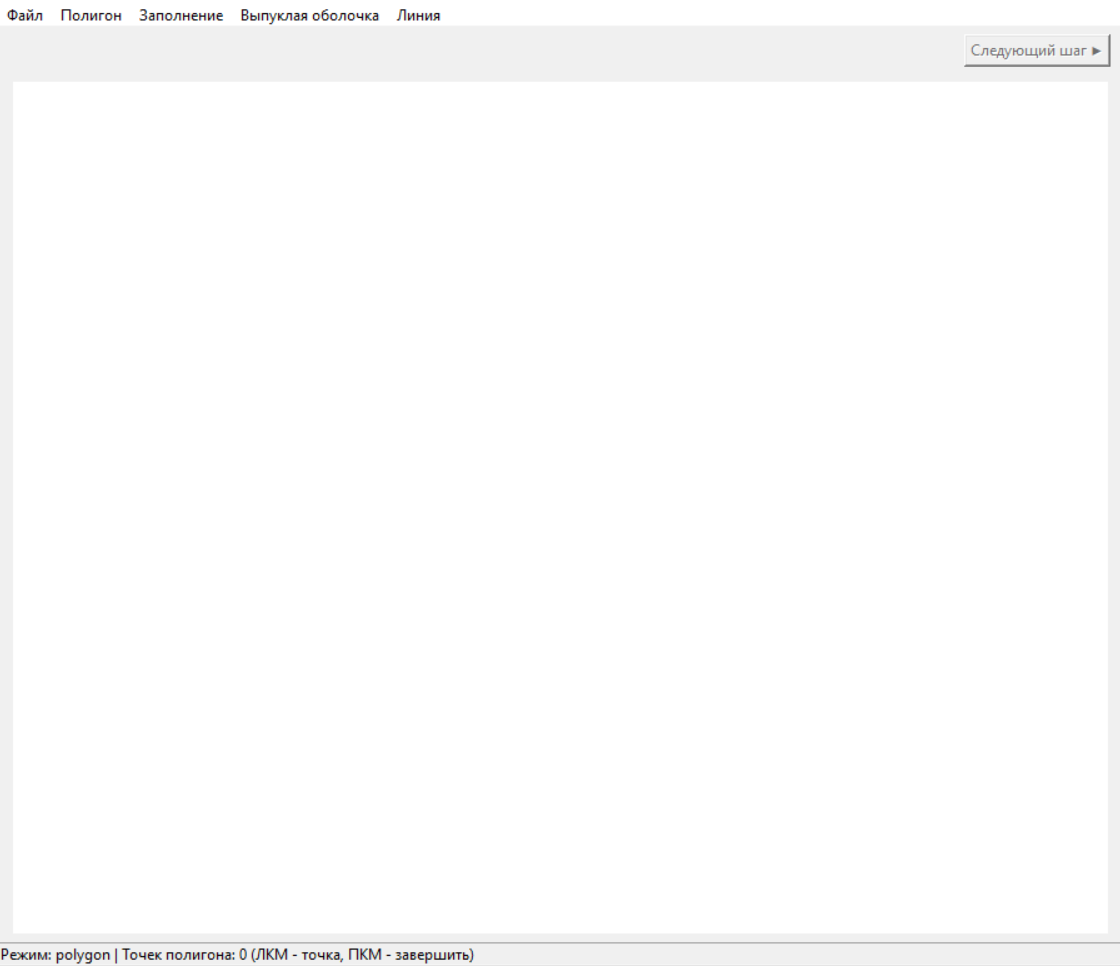 Файл Полигон Заполнение Выпуклая оболочка Линия
Следующий шаг ►
Режим: polygon | Точек полигона: 0 (ЛКМ - точка, ПКМ - завершить)